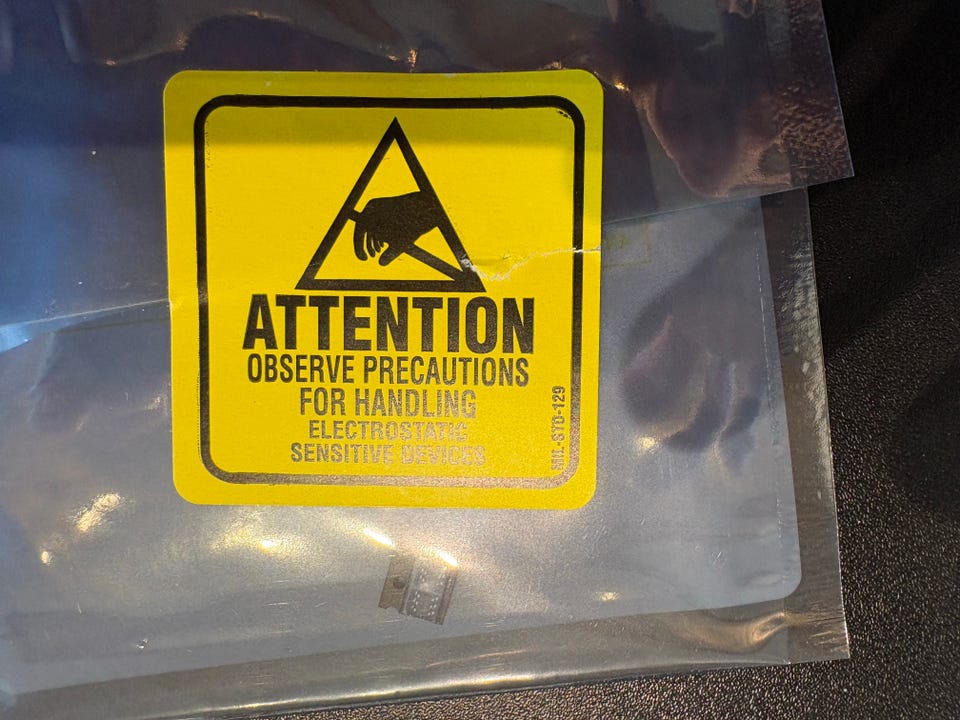 ATTENTION
OBSERVE PRECAUTIONS
FOR HANDLING
ELECTROSTATIC
SENSITIVE DEVICES
MIL-STD-129